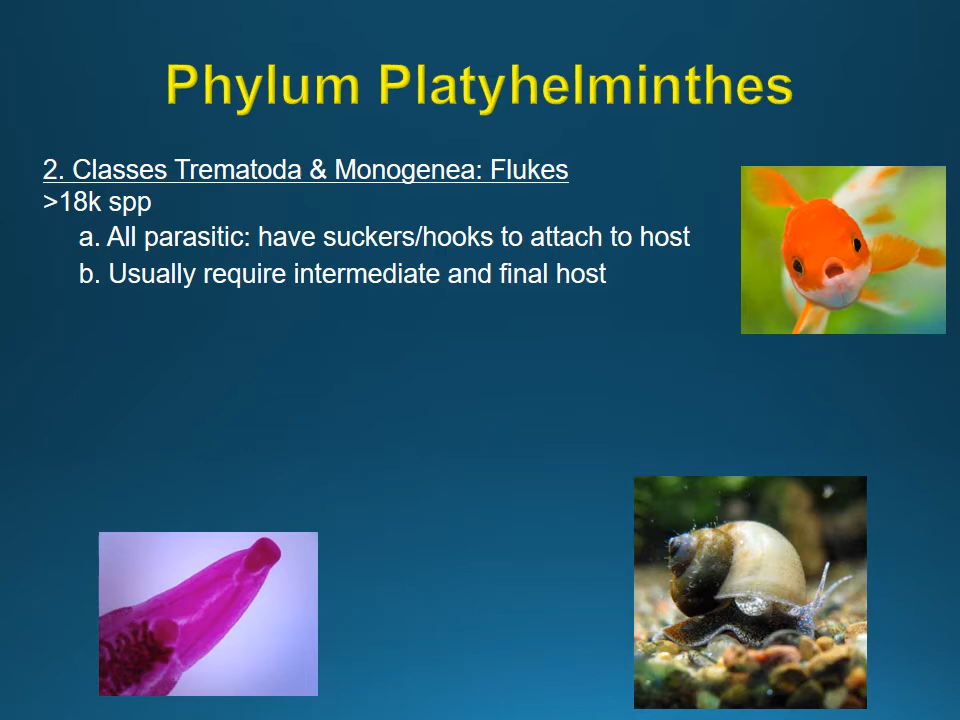 Phylum Platyhelminthes
2. Classes Trematoda & Monogenea: Flukes
>18k spp
a. All parasitic: have suckers/hooks to attach to host
b. Usually require intermediate and final host